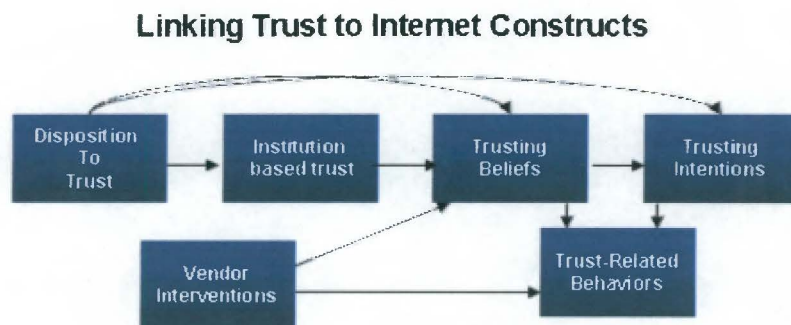 Linking Trust to Internet Constructs
Disposition
To
Trust
Institution
based trust
Trusting
Beliefs
Trusting
Intentions
Vendor
Interventions
Trust-Related
Behaviors